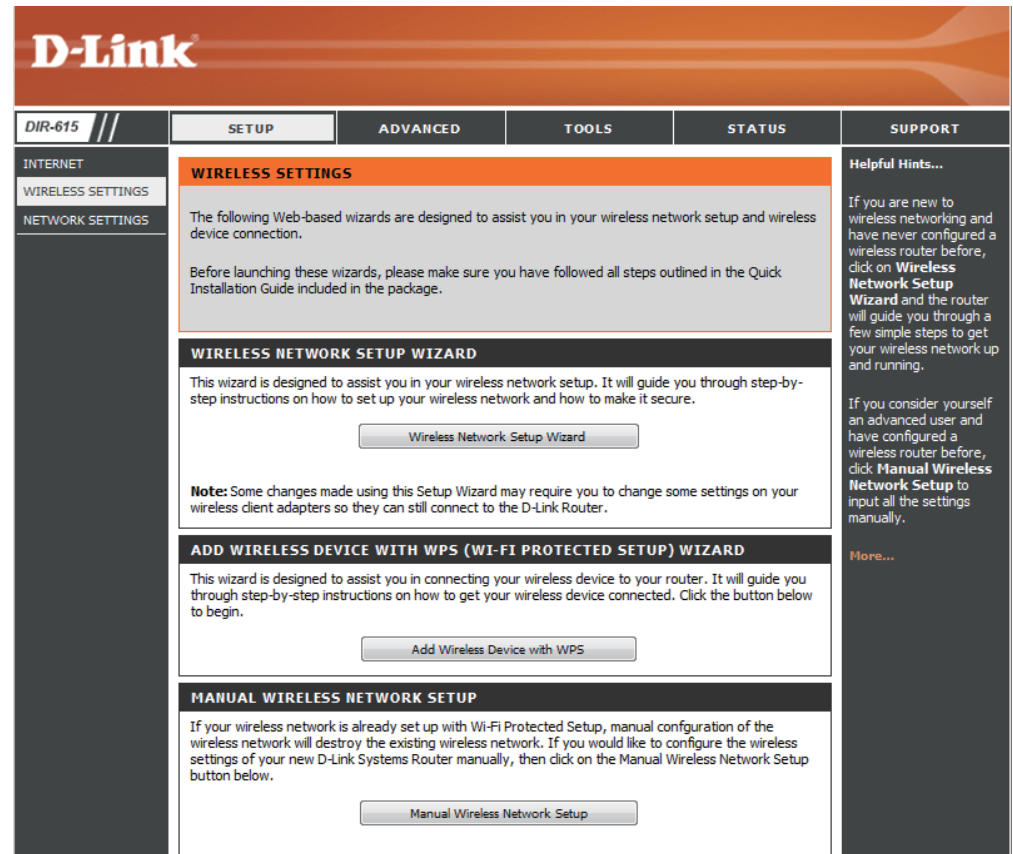 D-Link
DIR-615
SETUP
ADVANCED
TOOLS
STATUS
SUPPORT
INTERNET
WIRELESS SETTINGS
NETWORK SETTINGS
WIRELESS SETTINGS
The following Web-based wizards are designed to assist you in your wireless network setup and wireless
device connection.
Before launching these wizards, please make sure you have followed all steps outlined in the Quick
Installation Guide included in the package.
WIRELESS NETWORK SETUP WIZARD
This wizard is designed to assist you in your wireless network setup. It will guide you through step-by-
step instructions on how to set up your wireless network and how to make it secure.
Wireless Network Setup Wizard
Note: Some changes made using this Setup Wizard may require you to change some settings on your
wireless client adapters so they can still connect to the D-Link Router.
ADD WIRELESS DEVICE WITH WPS (WI-FI PROTECTED SETUP) WIZARD
This wizard is designed to assist you in connecting your wireless device to your router. It will guide you
through step-by-step instructions on how to get your wireless device connected. Click the button below
to begin.
Add Wireless Device with WPS
MANUAL WIRELESS NETWORK SETUP
If your wireless network is already set up with Wi-Fi Protected Setup, manual confguration of the
wireless network will destroy the existing wireless network. If you would like to configure the wireless
settings of your new D-Link Systems Router manually, then click on the Manual Wireless Network Setup
button below.
Manual Wireless Network Setup
Helpful Hints...
If you are new to
wireless networking and
have never configured a
wireless router before,
click on Wireless
Network Setup
Wizard and the router
will guide you through a
few simple steps to get
your wireless network up
and running.
If you consider yourself
an advanced user and
have configured a
wireless router before,
click Manual Wireless
Network Setup to
input all the settings
manually.
More...